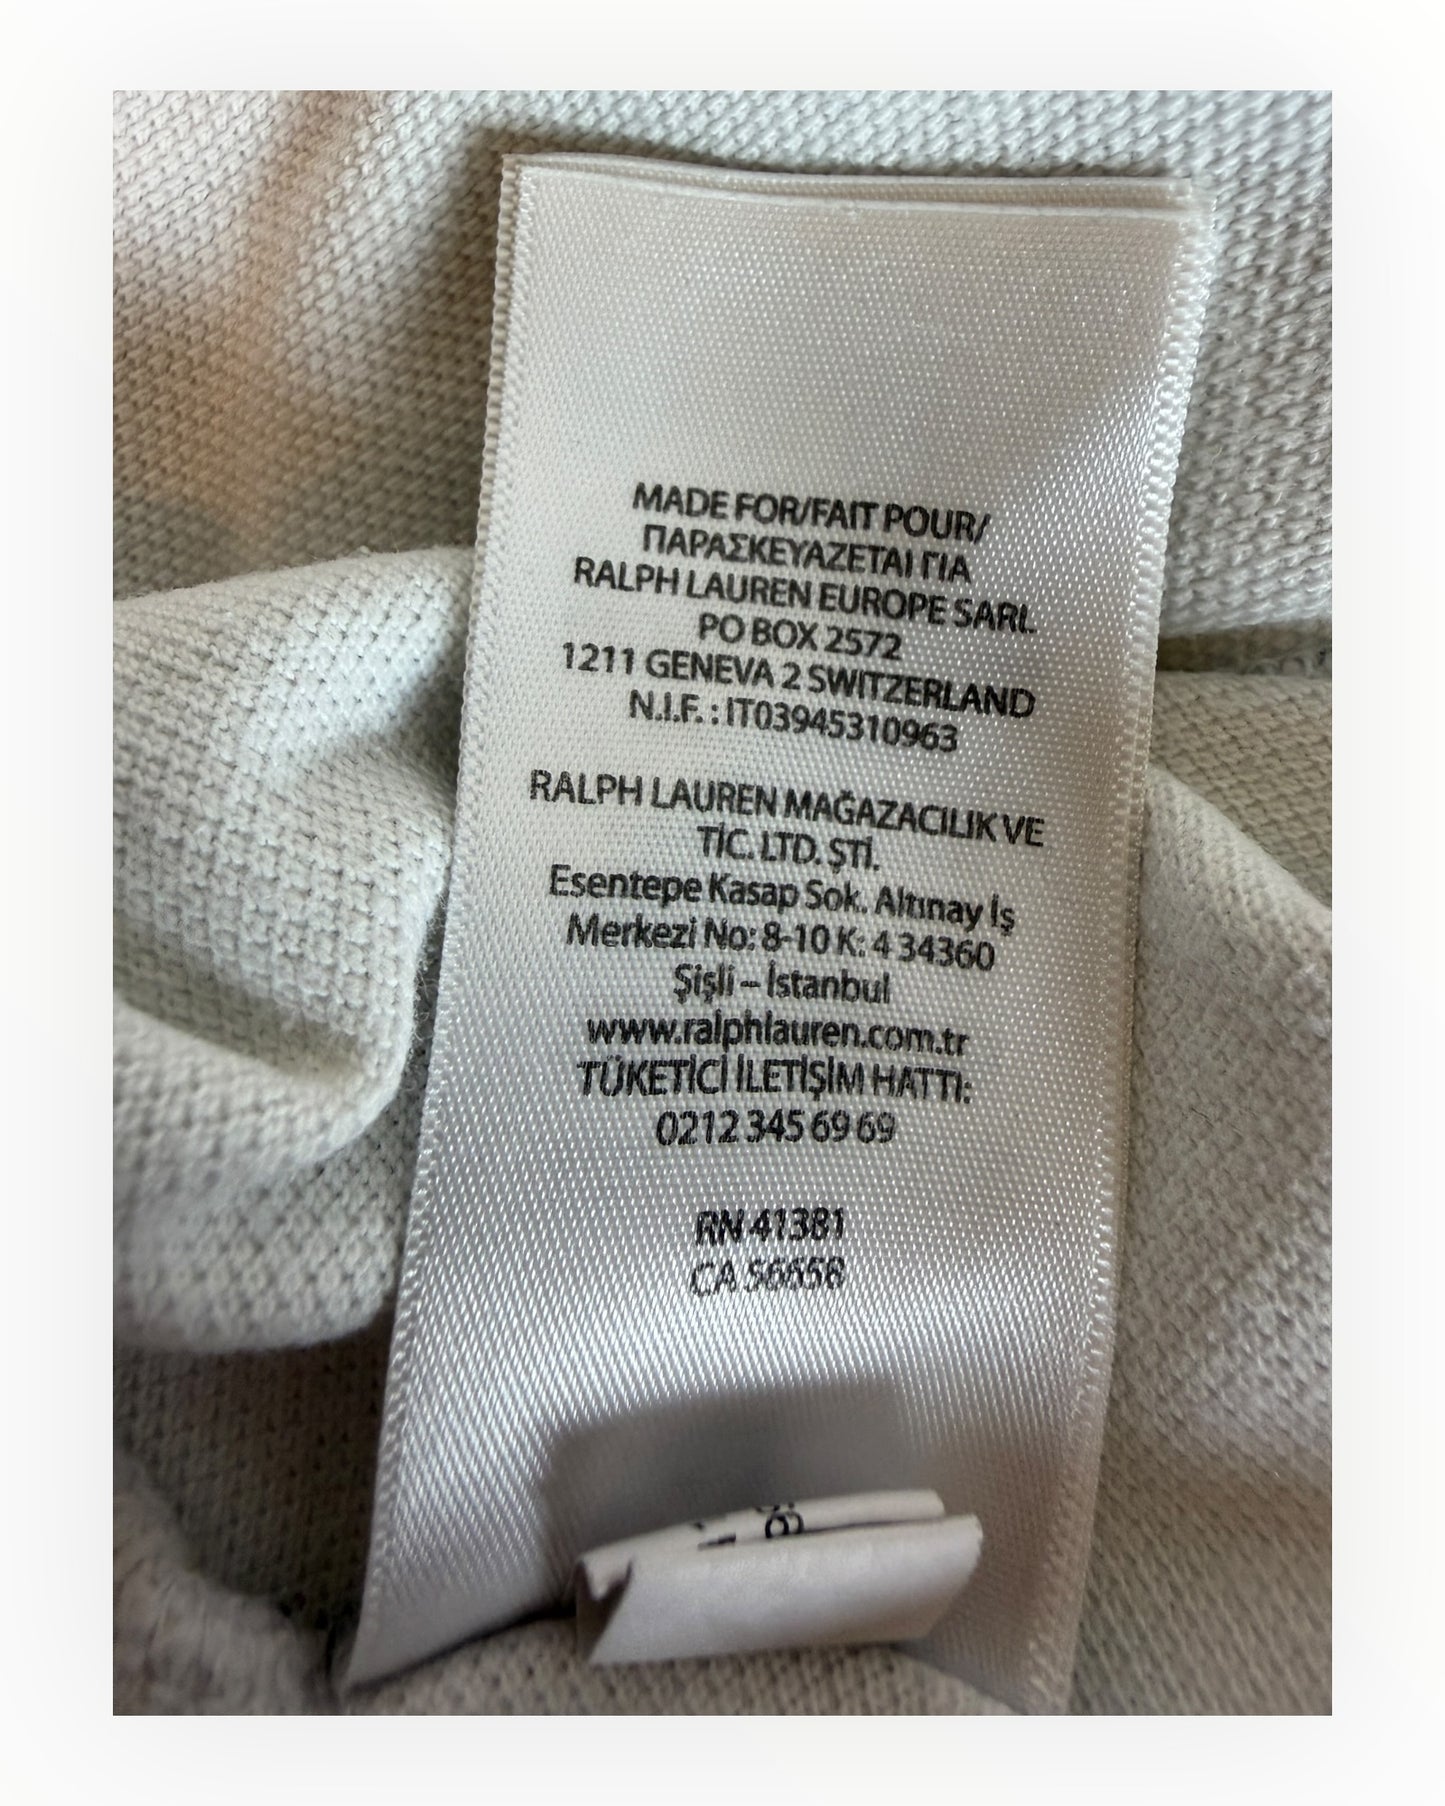 MADE FOR/FAIT POUR/
ΠΑΡΑΣΚΕΥΑΖΕΤΑΙ ΓΙΑ
RALPH LAUREN EUROPE SARL
PO BOX 2572
1211 GENEVA 2 SWITZERLAND
N.I.F. : IT03945310963
RALPH LAUREN MAĞAZACILIK VE
TİC. LTD. ŞTİ.
Esentepe Kasap Sok. Altınay İş
Merkezi No: 8-10 K: 4 34360
Şişli – İstanbul
www.ralphlauren.com.tr
TÜKETİCİ İLETİŞİM HATTI:
0212 345 69 69
RN 41381
CA 56658